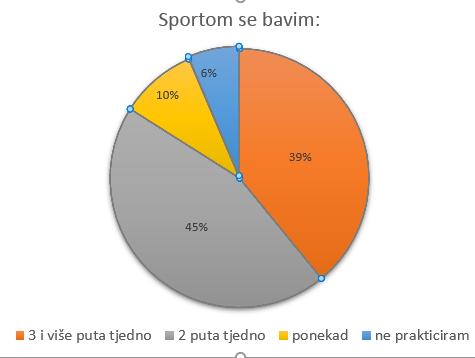 Sportom se bavim:
6%
10%
39%
45%
3 i više puta tjedno 2 puta tjedno ponekad ne prakticiram